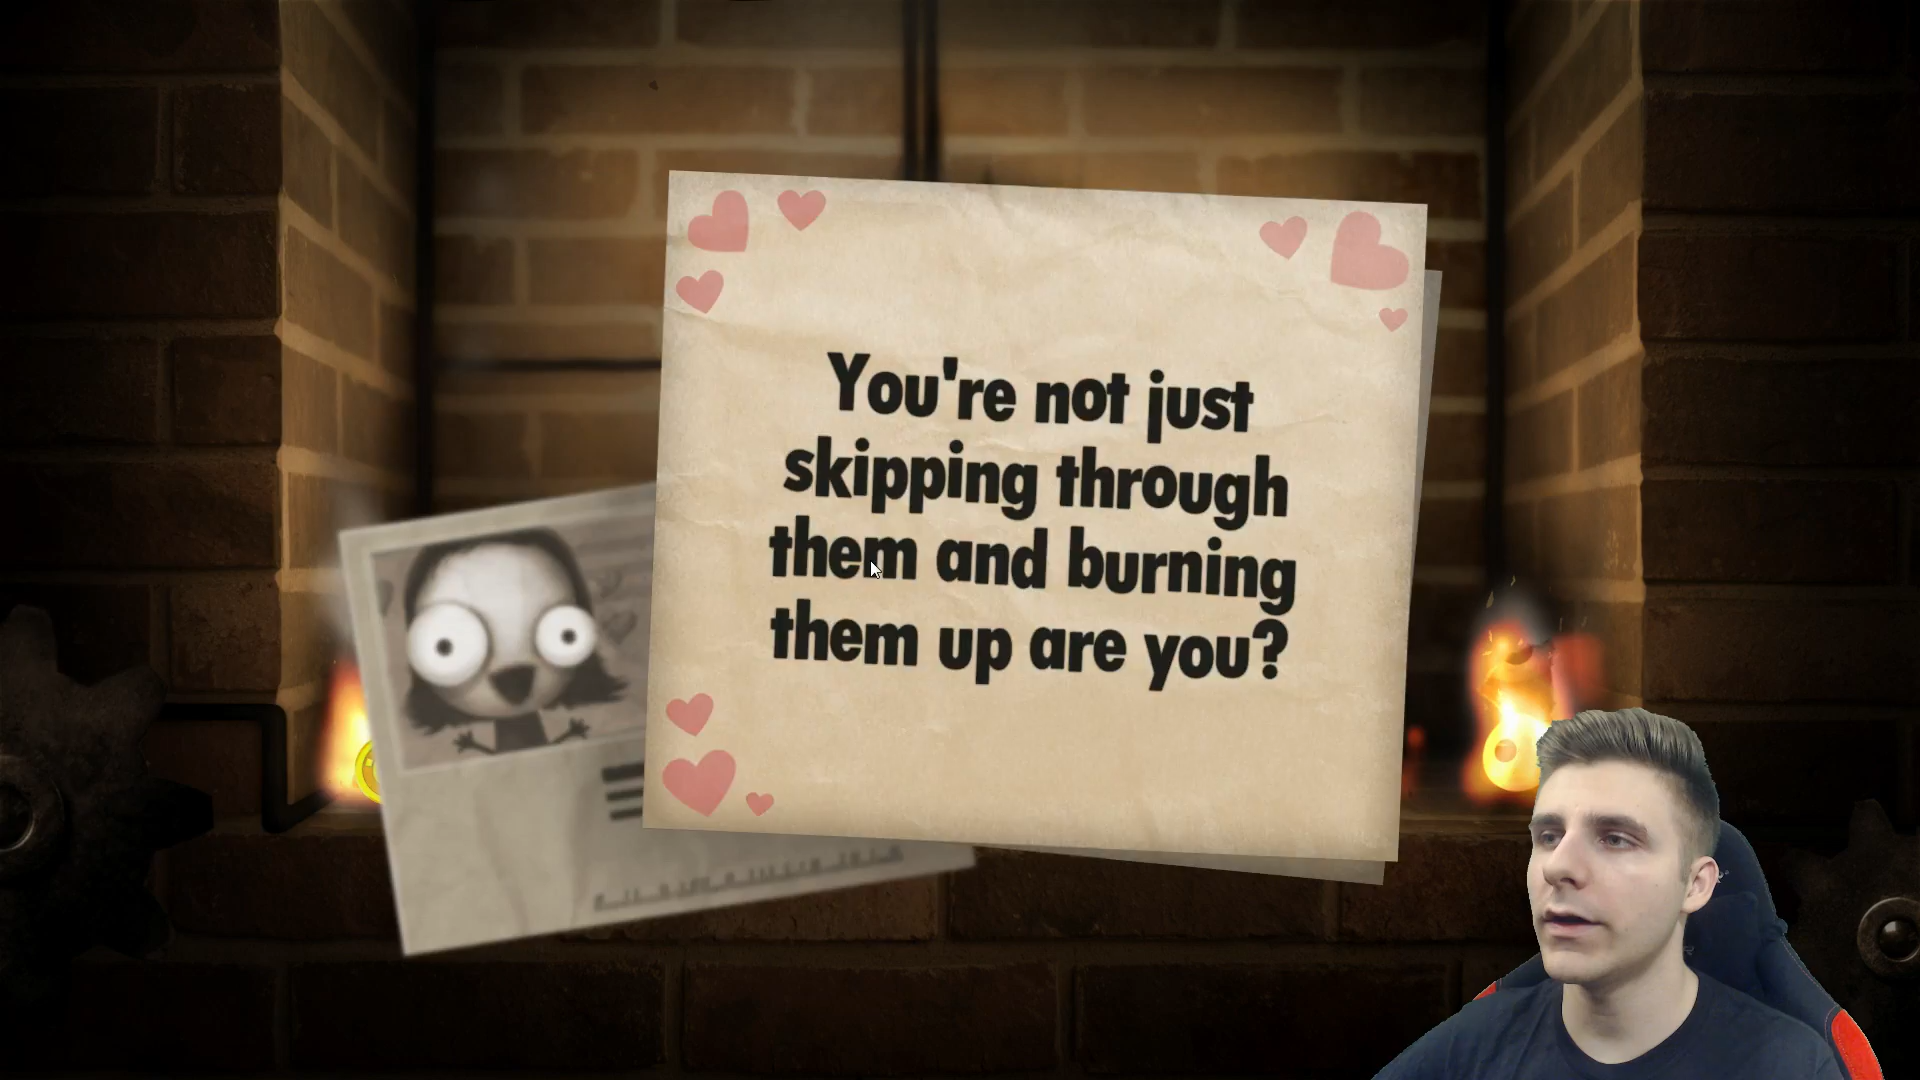 You're not just
skipping through
them and burning
them up are you?